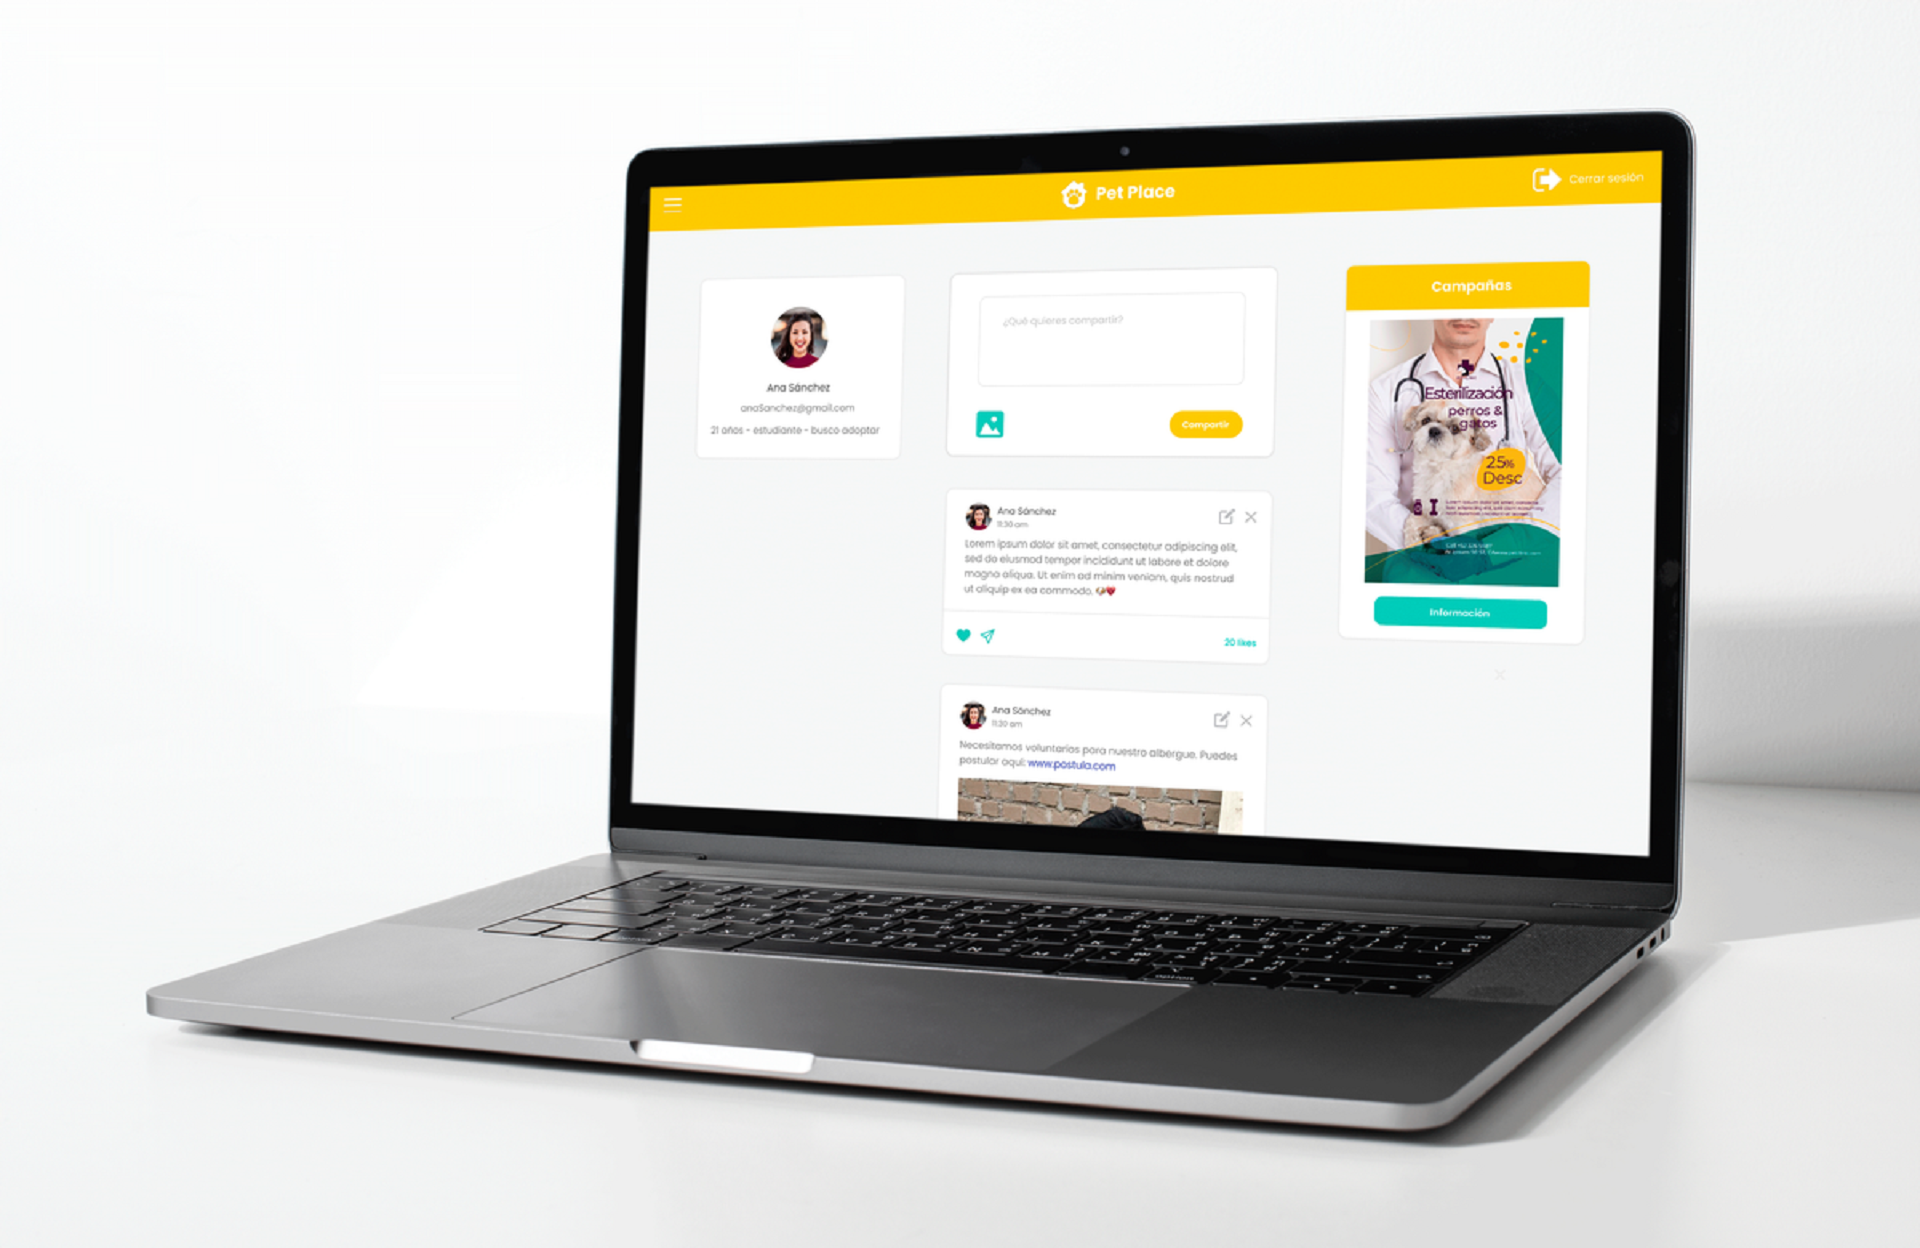 Pet Place
Cerrar sesión
Ana Sánchez
anaSanchez@gmail.com
21 años - estudiante - busco adoptar
¿Qué quieres compartir?
Compartir
Ana Sánchez
11:30 am
Lorem ipsum dolor sit amet, consectetur adipiscing elit,
sed do eiusmod tempor incididunt ut labore et dolore
magna aliqua. Ut enim ad minim veniam, quis nostrud
ut aliquip ex ea commodo. 🐶❤️
20 likes
Ana Sánchez
11:30 am
Necesitamos voluntarios para nuestro albergue. Puedes
postular aquí: www.postula.com
Campañas
Esterilización
perros &
gatos
25%
Desc
Información